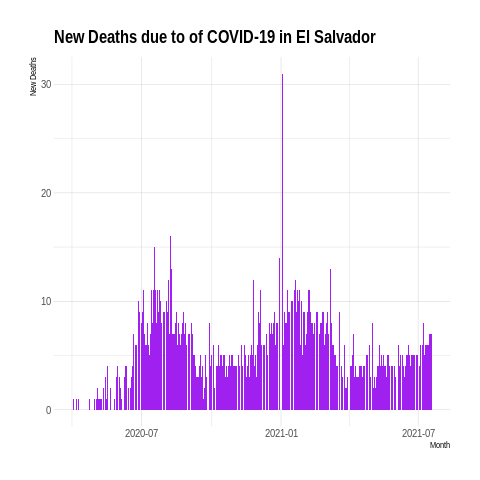 New Deaths due to of COVID-19 in El Salvador
New Deaths
30
20
10
0
2020-07
2021-01
2021-07
Month